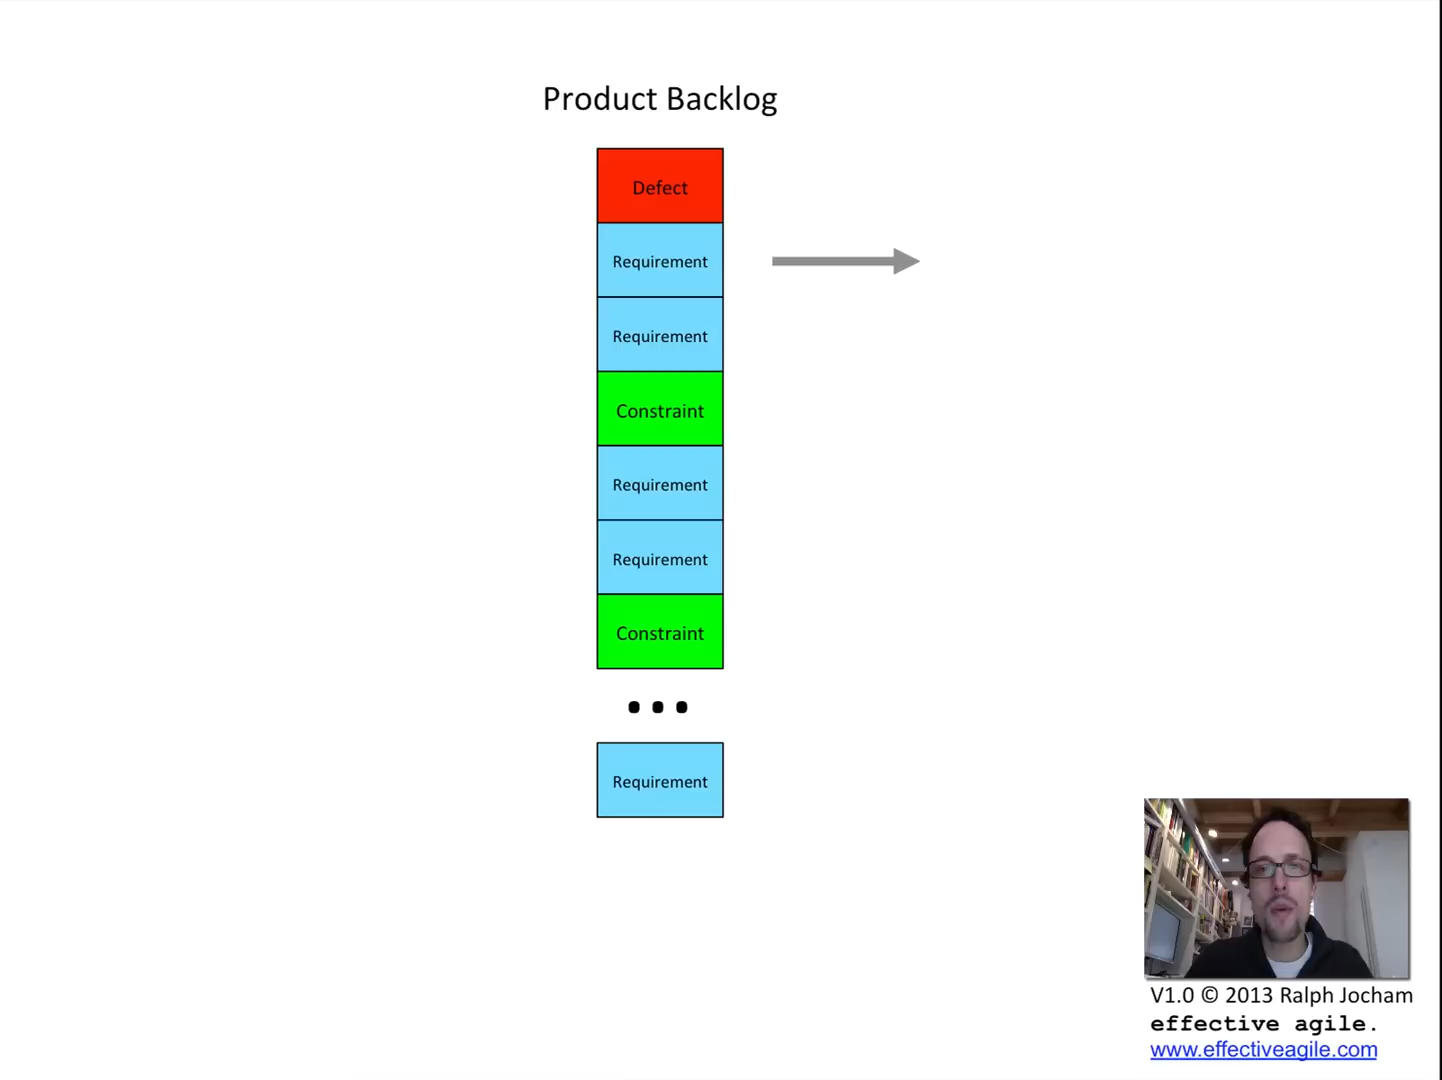 Product Backlog
Defect
Requirement
Requirement
Constraint
Requirement
Requirement
Constraint
...
Requirement
V1.0 © 2013 Ralph Jocham
effective agile.
www.effectiveagile.com